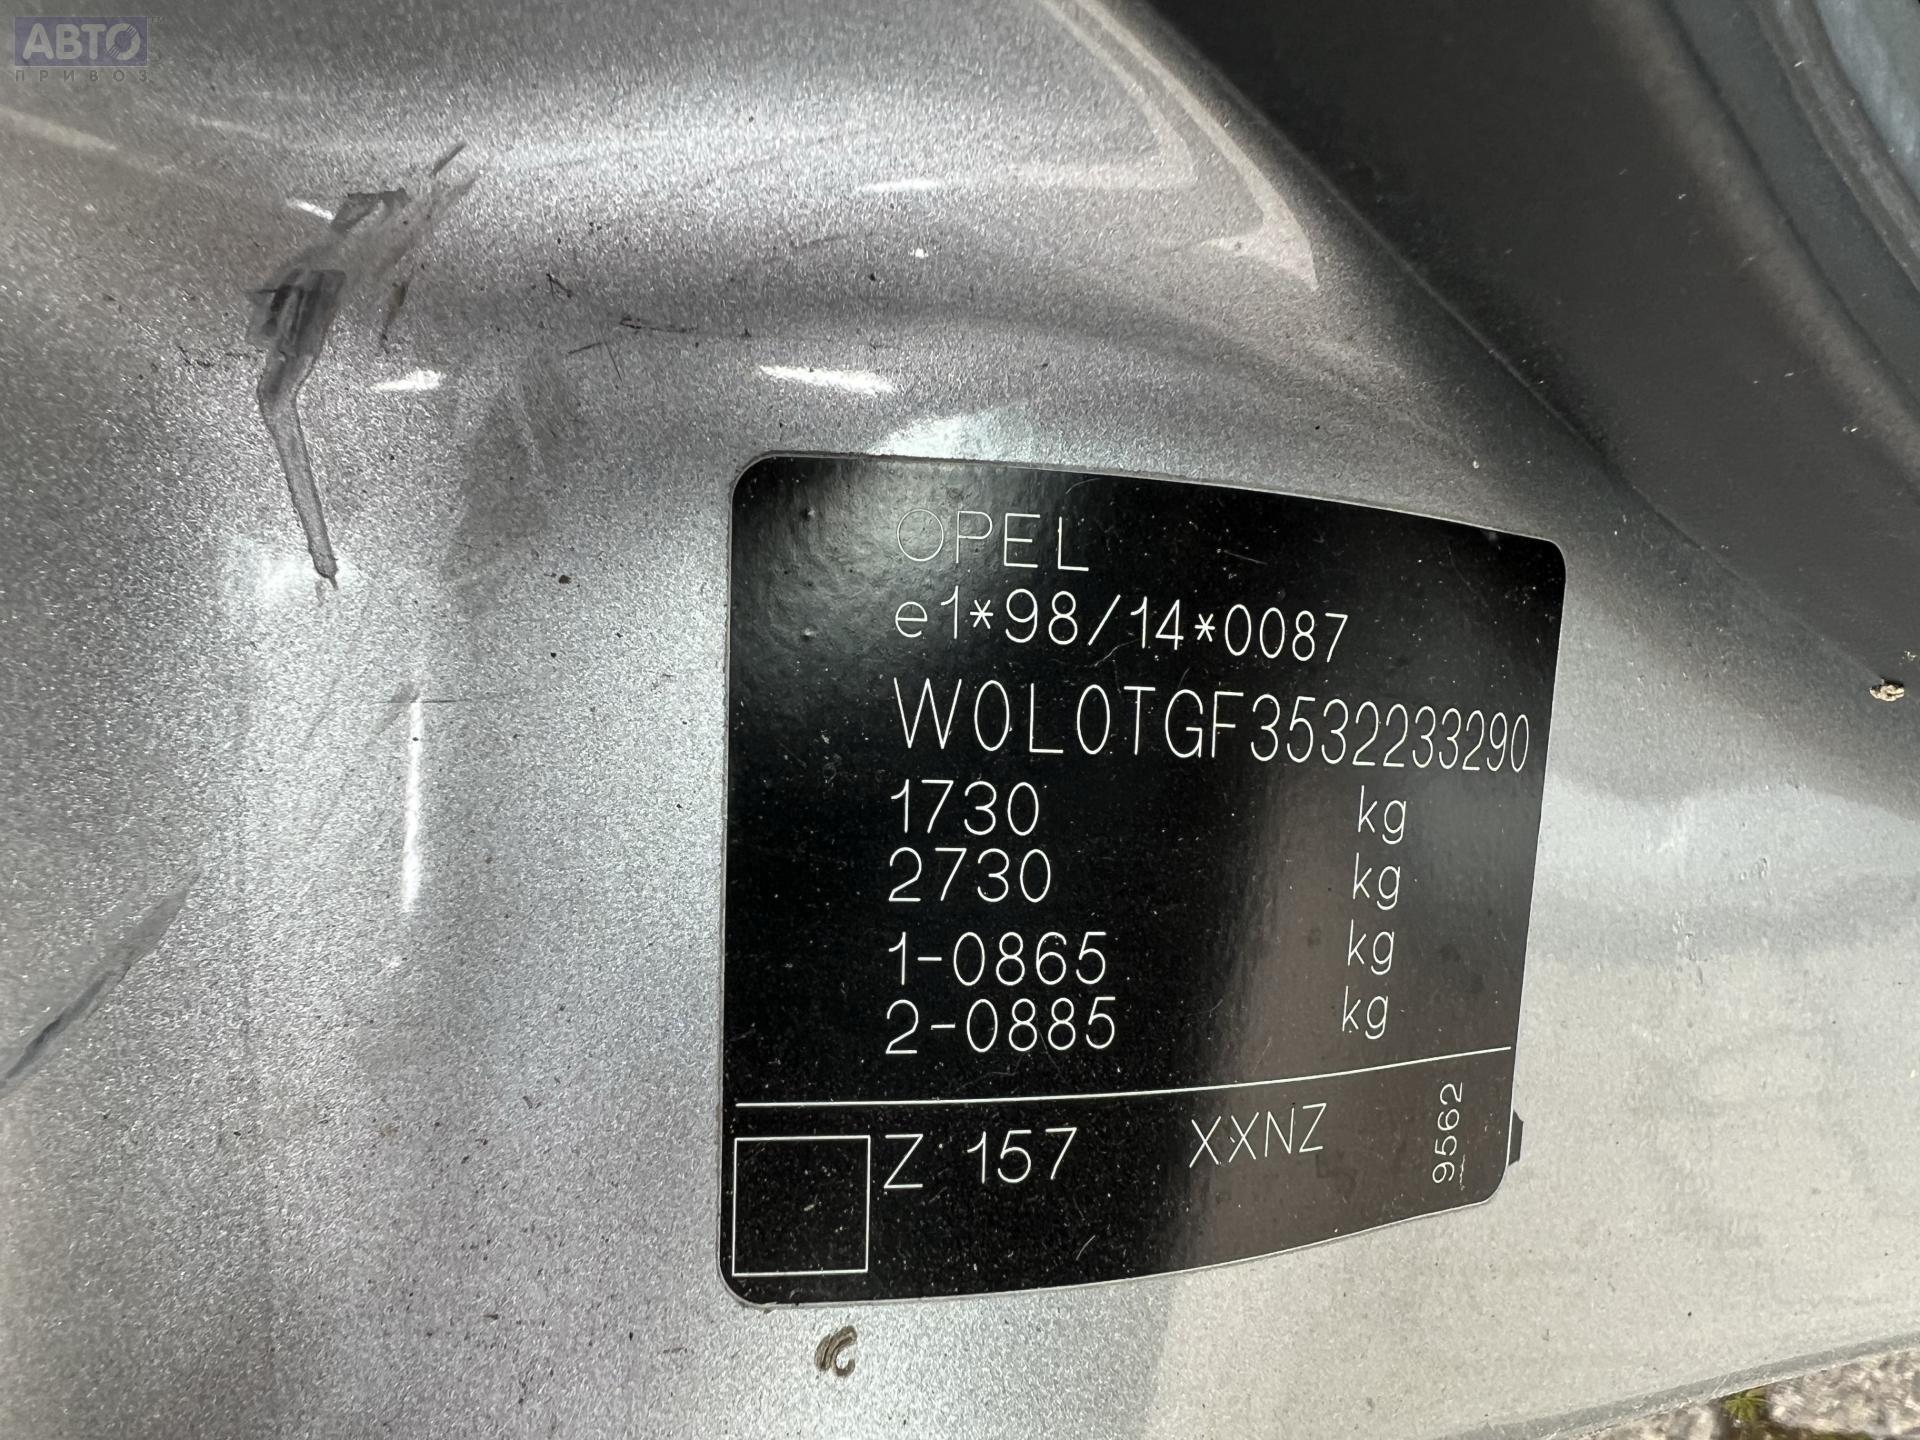 АВТО
ПРИВОЗ
OPEL
e1*98/14*0087
W0L0TGF3532233290
1730 kg
2730 kg
1-0865 kg
2-0885 kg
Z 157 XXNZ 9562